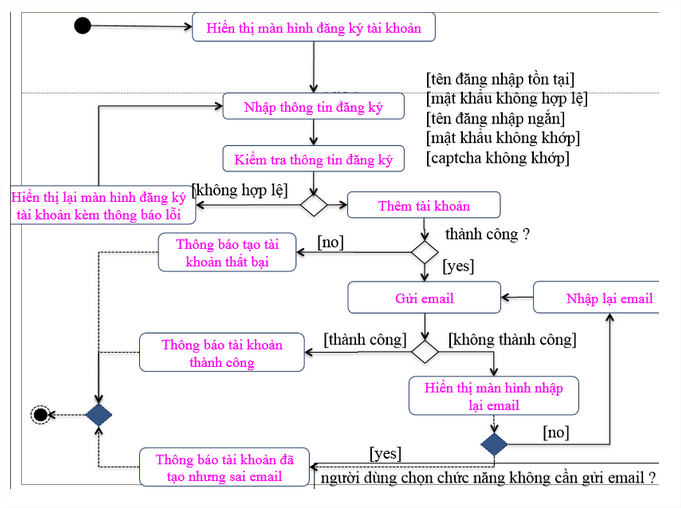 Hiển thị màn hình đăng ký tài khoản
[tên đăng nhập tồn tại]
[mật khẩu không hợp lệ]
[tên đăng nhập ngắn]
[mật khẩu không khớp]
[captcha không khớp]
Nhập thông tin đăng ký
Kiểm tra thông tin đăng ký
[không hợp lệ]
Hiển thị lại màn hình đăng ký
tài khoản kèm thông báo lỗi
Thêm tài khoản
thành công ?
[no]
Thông báo tạo tài
khoản thất bại
[yes]
Gửi email
Nhập lại email
[thành công]
[không thành công]
Thông báo tài khoản
thành công
Hiển thị màn hình nhập
lại email
[no]
[yes]
Thông báo tài khoản đã
tạo nhưng sai email
người dùng chọn chức năng không cần gửi email ?